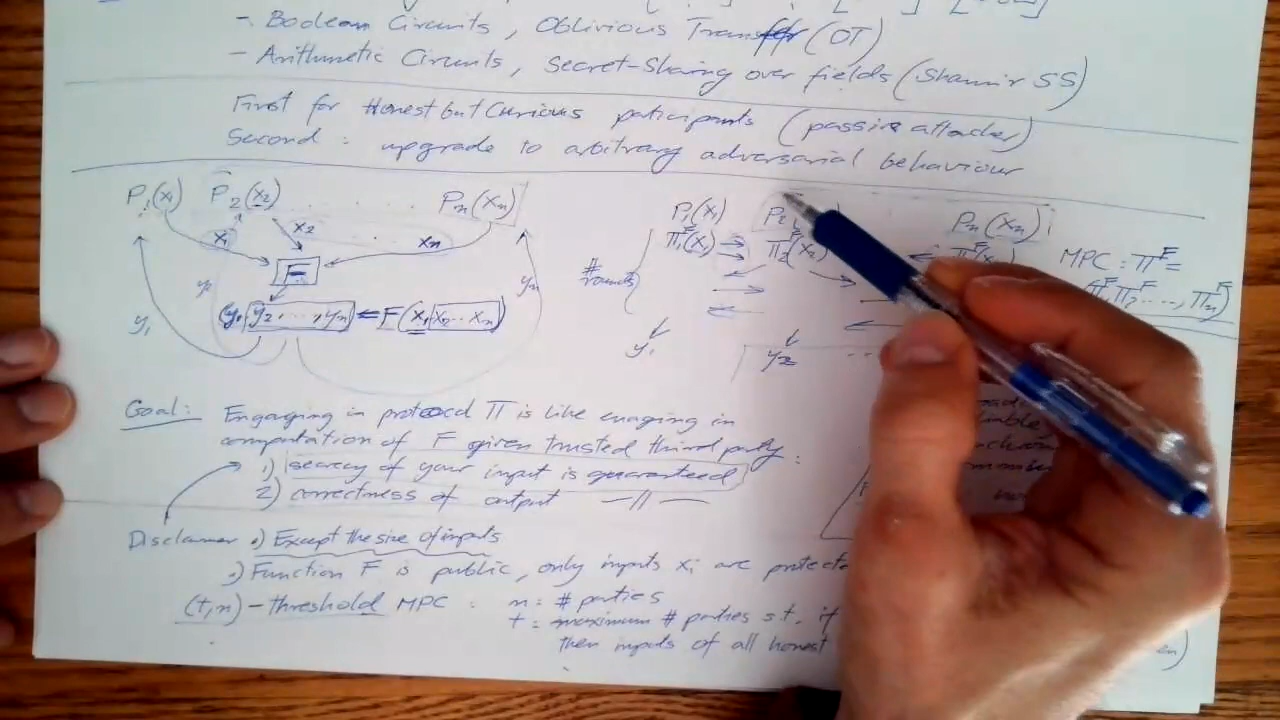 - Boolean Circuits, Oblivious Transfer (OT)
- Arithmetic Circuits, Secret-Sharing over fields (Shamir SS)
First for Honest but Curious participants (passive attacker)
Second: upgrade to arbitrary adversarial behaviour
P1(x1) P2(x2) . . . . . Pn(xn)
x1 x2 xn
F
(y1, y2, ..., yn) ← F(x1, x2 ... xn)
y1 yn
P1(x1) P2 Pn(xn)
Π1^F(x1) Π2^F(x2)
MPC: Π^F =
(Π1^F, Π2^F, ..., Πn^F)
# rounds
y1 y2 ..
Goal: Engaging in protocol Π is like enaging in
computation of F given trusted third party:
1) secrecy of your input is guaranteed
2) correctness of output —//—
Disclaimer •) Except the size of inputs
•) Function F is public, only inputs xi are
(t,n)-threshold MPC : n = # parties
t = maximum # parties s.t. if
then inputs of all honest